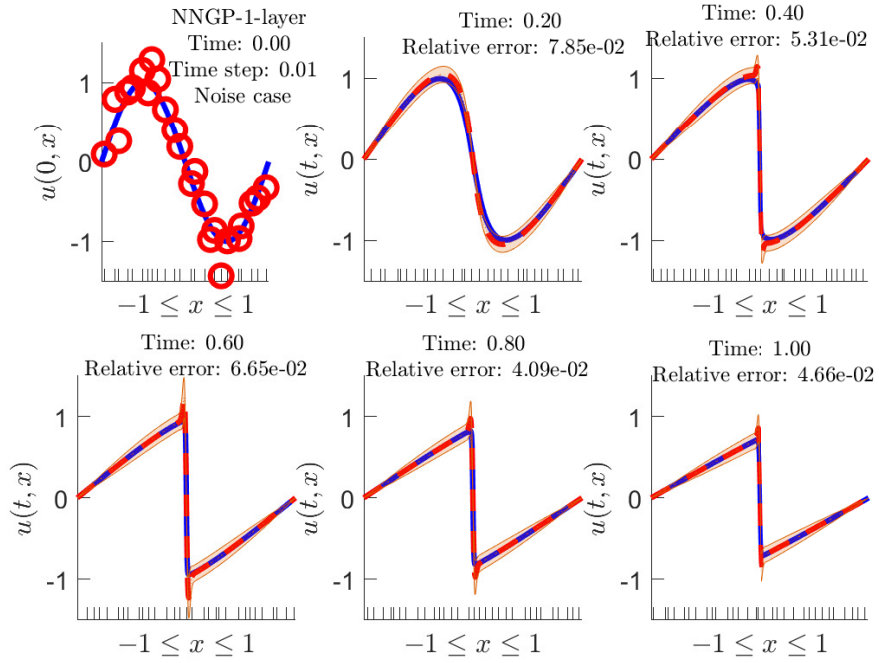 NNGP-1-layer
Time: 0.00
Time step: 0.01
Noise case
1
0
-1
u(0, x)
−1 ≤ x ≤ 1
Time: 0.20
Relative error: 7.85e-02
1
0
-1
u(t, x)
−1 ≤ x ≤ 1
Time: 0.40
Relative error: 5.31e-02
1
0
-1
u(t, x)
−1 ≤ x ≤ 1
Time: 0.60
Relative error: 6.65e-02
1
0
-1
u(t, x)
−1 ≤ x ≤ 1
Time: 0.80
Relative error: 4.09e-02
1
0
-1
u(t, x)
−1 ≤ x ≤ 1
Time: 1.00
Relative error: 4.66e-02
1
0
-1
u(t, x)
−1 ≤ x ≤ 1